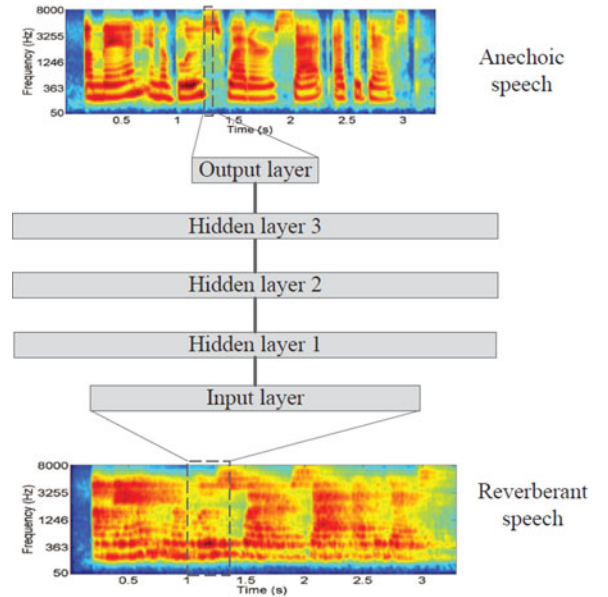 8000
3255
1246
363
50
Frequency (Hz)
0.5 1 1.5 2 2.5 3
Time (s)
Anechoic
speech
Output layer
Hidden layer 3
Hidden layer 2
Hidden layer 1
Input layer
8000
3255
1246
363
50
Frequency (Hz)
0.5 1 1.5 2 2.5 3
Time (s)
Reverberant
speech